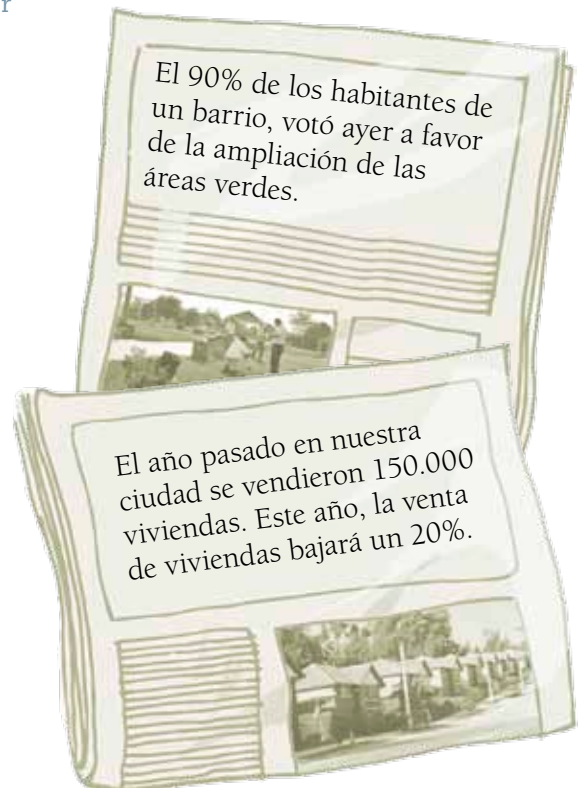 r
El 90% de los habitantes de
un barrio, votó ayer a favor
de la ampliación de las
áreas verdes.
El año pasado en nuestra
ciudad se vendieron 150.000
viviendas. Este año, la venta
de viviendas bajará un 20%.